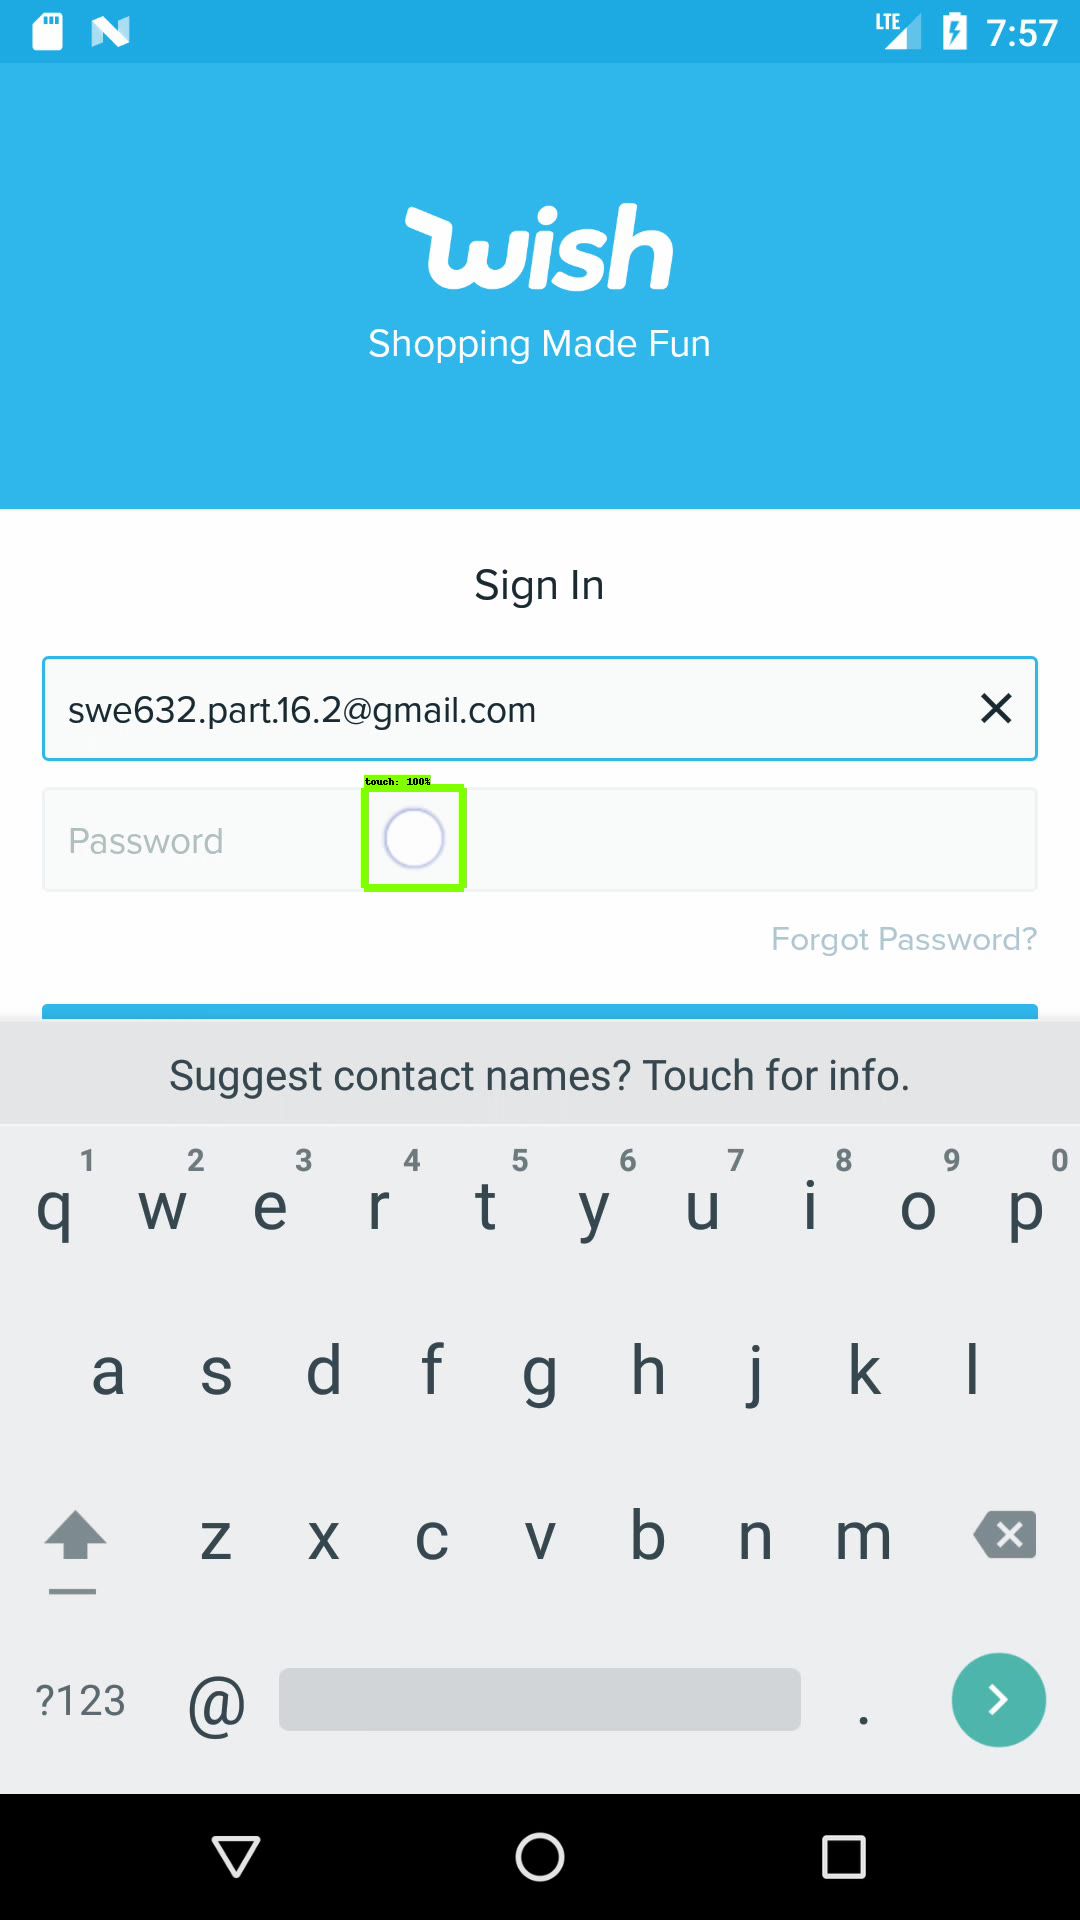 LTE 7:57
wish
Shopping Made Fun
Sign In
swe632.part.16.2@gmail.com
touch: 100%
Password
Forgot Password?
Suggest contact names? Touch for info.
1 2 3 4 5 6 7 8 9 0
q w e r t y u i o p
a s d f g h j k l
z x c v b n m
?123 @ .